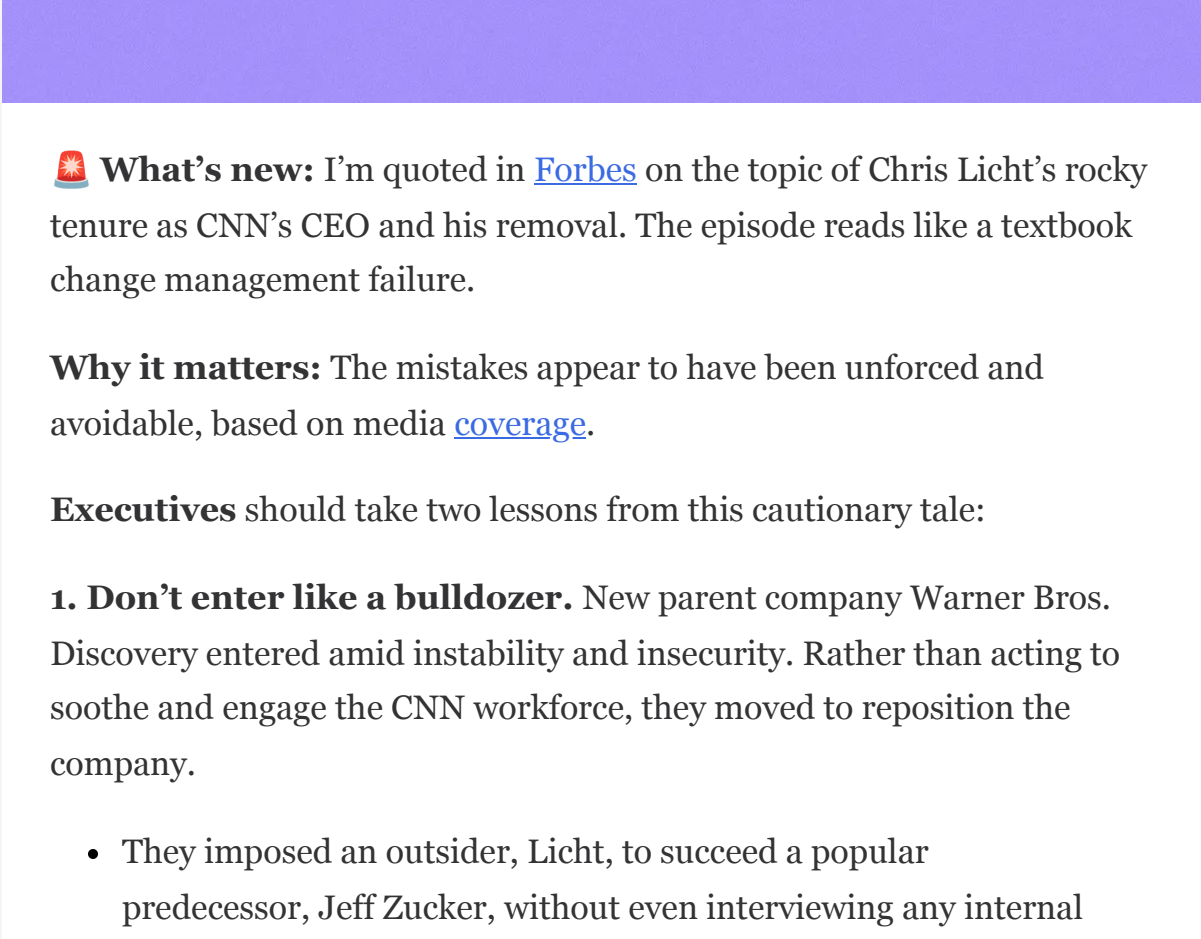 🚨 What’s new: I’m quoted in Forbes on the topic of Chris Licht’s rocky
tenure as CNN’s CEO and his removal. The episode reads like a textbook
change management failure.
Why it matters: The mistakes appear to have been unforced and
avoidable, based on media coverage.
Executives should take two lessons from this cautionary tale:
1. Don’t enter like a bulldozer. New parent company Warner Bros.
Discovery entered amid instability and insecurity. Rather than acting to
soothe and engage the CNN workforce, they moved to reposition the
company.
• They imposed an outsider, Licht, to succeed a popular
predecessor, Jeff Zucker, without even interviewing any internal